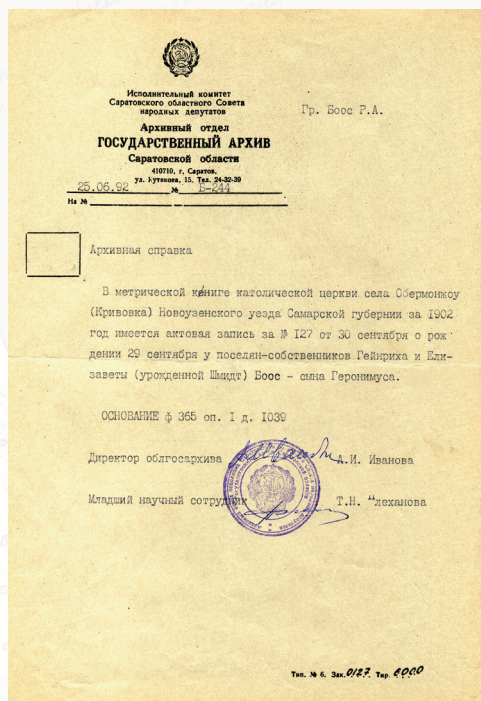 Исполнительный комитет
Саратовского областного Совета
народных депутатов
Архивный отдел
ГОСУДАРСТВЕННЫЙ АРХИВ
Саратовской области
410710, г, Саратов,
ул. Кутякова, 15. Тел. 24-32-39
25.06.92 № Б-244
На №
Гр. Боос Р.А.
Архивная справка
В метрической книге католической церкви села Обермонжоу
(Кривовка) Новоузенского уезда Самарской губернии за 1902
год имеется актовая запись за № 127 от 30 сентября о рож
дении 29 сентября у поселян-собственников Гейнриха и Ели-
заветы (урожденной Шмидт) Боос – сына Геронимуса.
ОСНОВАНИЕ ф 365 оп. I д. I039
Директор облгосархива А.И. Иванова
Младший научный сотрудник Т.Н. Плеханова
Тип. № 6. Зак. 0127. Тир. 6000